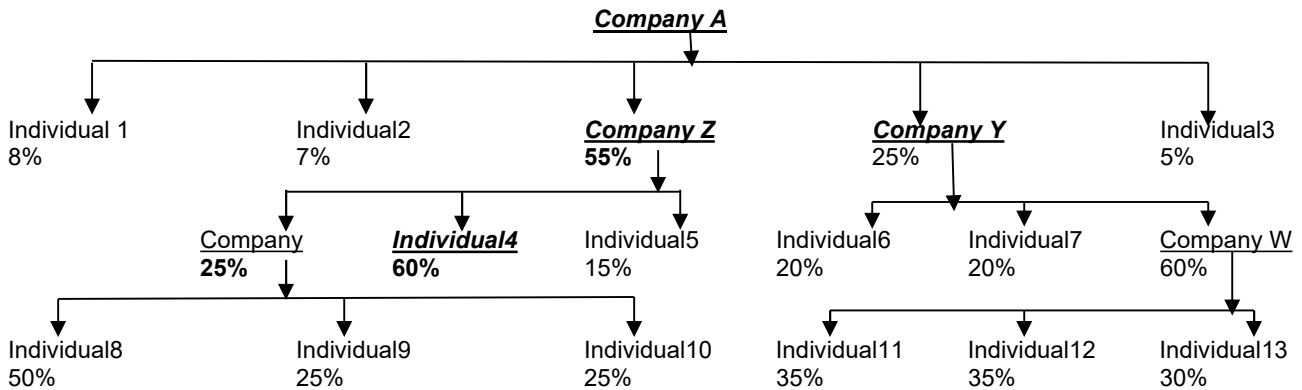 Company A
Individual 1 Individual2 Company Z Company Y Individual3
8% 7% 55% 25% 5%
Company Individual4 Individual5 Individual6 Individual7 Company W
25% 60% 15% 20% 20% 60%
Individual8 Individual9 Individual10 Individual11 Individual12 Individual13
50% 25% 25% 35% 35% 30%